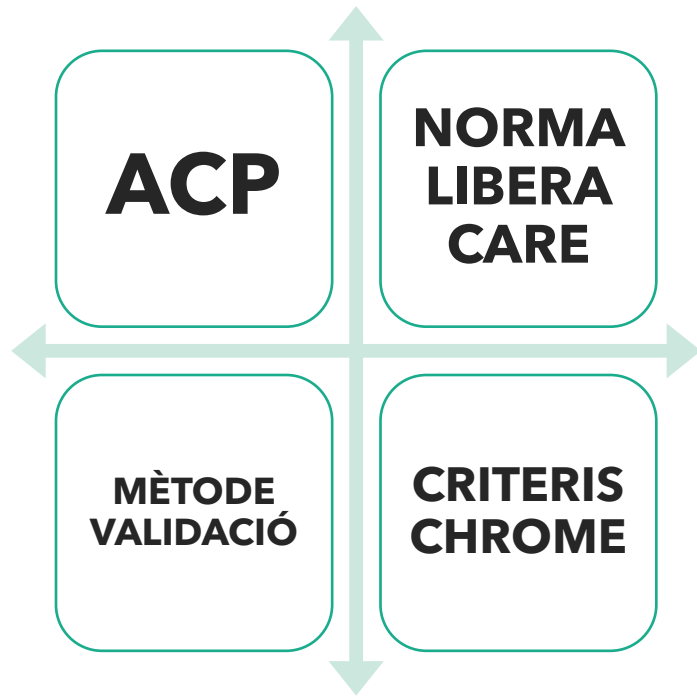 ACP
NORMA
LIBERA
CARE
MÈTODE
VALIDACIÓ
CRITERIS
CHROME